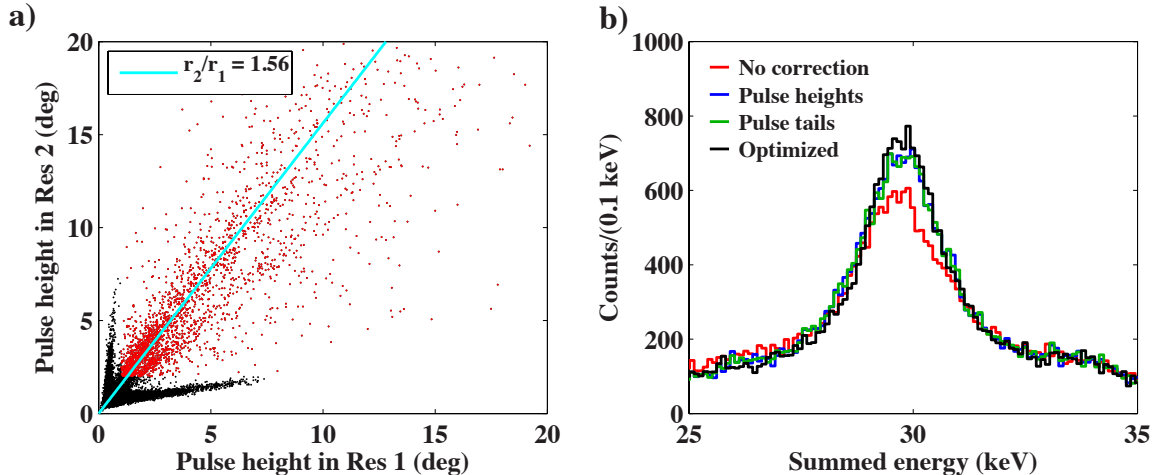 a)
20
15
10
5
0
0 5 10 15 20
Pulse height in Res 2 (deg)
Pulse height in Res 1 (deg)
r2/r1 = 1.56
b)
1000
800
600
400
200
0
25 30 35
Counts/(0.1 keV)
Summed energy (keV)
No correction
Pulse heights
Pulse tails
Optimized